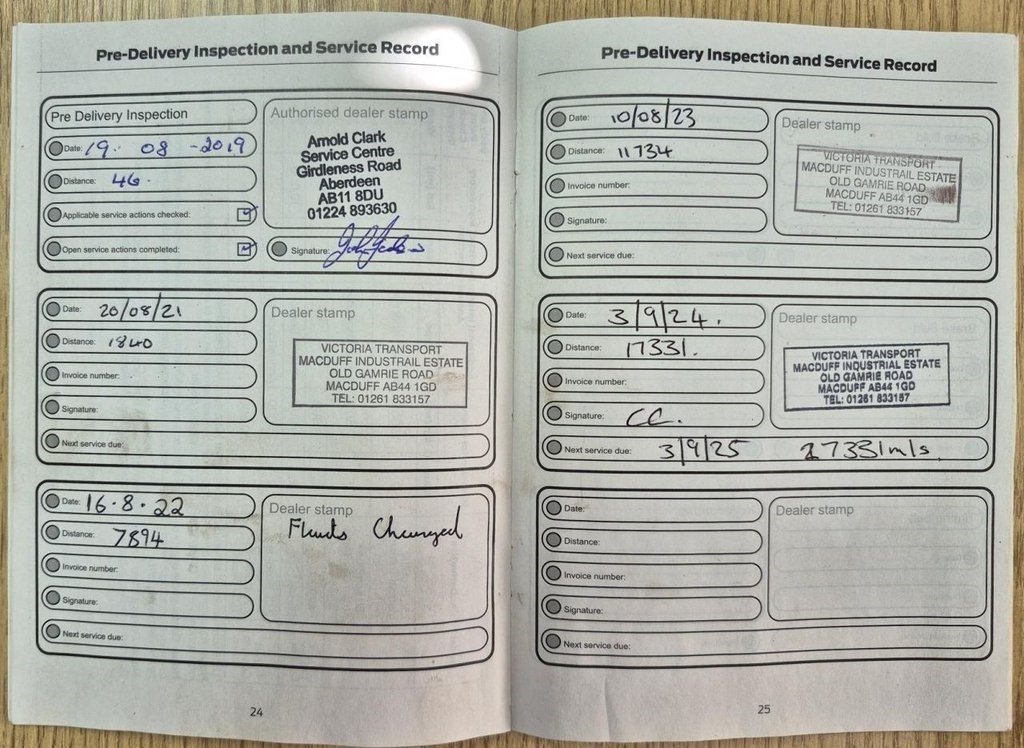 Pre-Delivery Inspection and Service Record
Pre Delivery Inspection
Date: 19. 08 -2019
Distance: 46.
Applicable service actions checked:
Open service actions completed:
Authorised dealer stamp
Arnold Clark
Service Centre
Girdleness Road
Aberdeen
AB11 8DU
01224 893630
Signature:
Date: 20/08/21
Distance: 1840
Invoice number:
Signature:
Next service due:
Dealer stamp
VICTORIA TRANSPORT
MACDUFF INDUSTRAIL ESTATE
OLD GAMRIE ROAD
MACDUFF AB44 1GD
TEL: 01261 833157
Date: 16.8.22
Distance: 7894
Invoice number:
Signature:
Next service due:
Dealer stamp
Fluids Changed
24
Pre-Delivery Inspection and Service Record
Date: 10/08/23
Distance: 11734
Invoice number:
Signature:
Next service due:
Dealer stamp
VICTORIA TRANSPORT
MACDUFF INDUSTRAIL ESTATE
OLD GAMRIE ROAD
MACDUFF AB44 1GD
TEL: 01261 833157
Date: 3/9/24.
Distance: 17331.
Invoice number:
Signature: CC.
Next service due: 3/9/25 27331mls.
Dealer stamp
VICTORIA TRANSPORT
MACDUFF INDUSTRIAL ESTATE
OLD GAMRIE ROAD
MACDUFF AB44 1GD
TEL: 01261 833157
Date:
Distance:
Invoice number:
Signature:
Next service due:
Dealer stamp
25